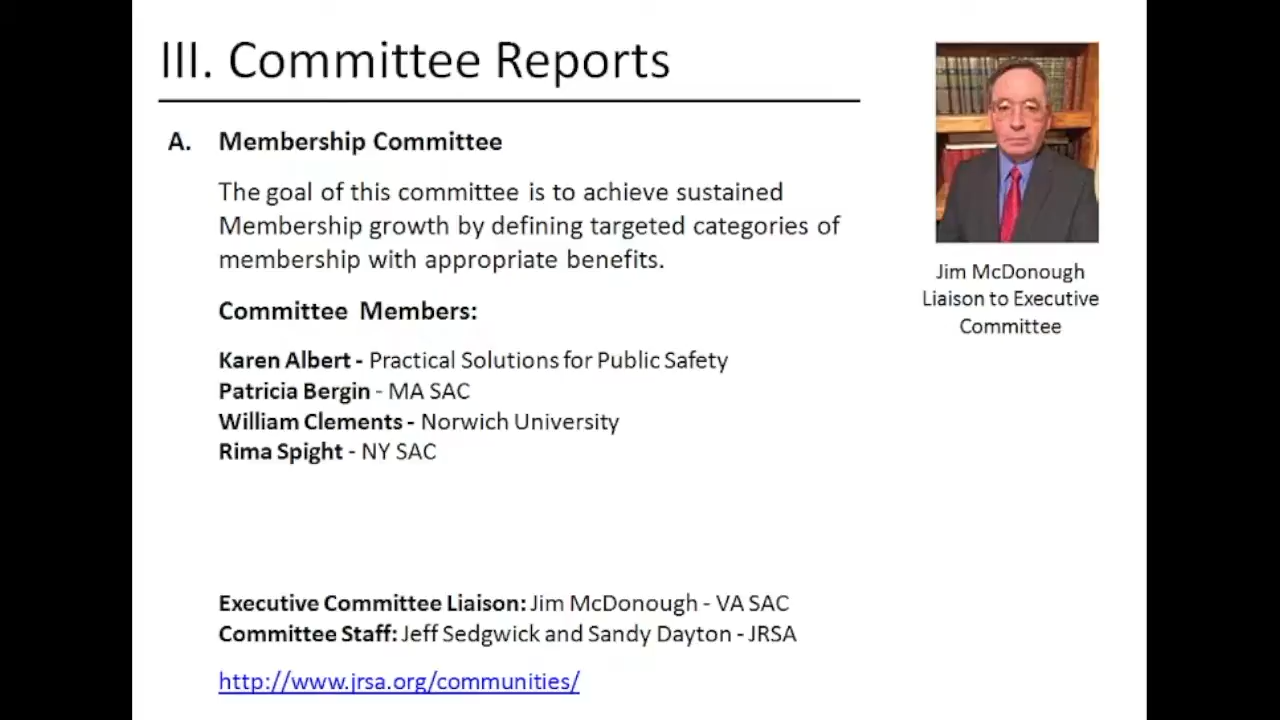 III. Committee Reports
A. Membership Committee
The goal of this committee is to achieve sustained
Membership growth by defining targeted categories of
membership with appropriate benefits.
Committee Members:
Karen Albert - Practical Solutions for Public Safety
Patricia Bergin - MA SAC
William Clements - Norwich University
Rima Spight - NY SAC
Executive Committee Liaison: Jim McDonough - VA SAC
Committee Staff: Jeff Sedgwick and Sandy Dayton - JRSA
http://www.jrsa.org/communities/
Jim McDonough
Liaison to Executive
Committee